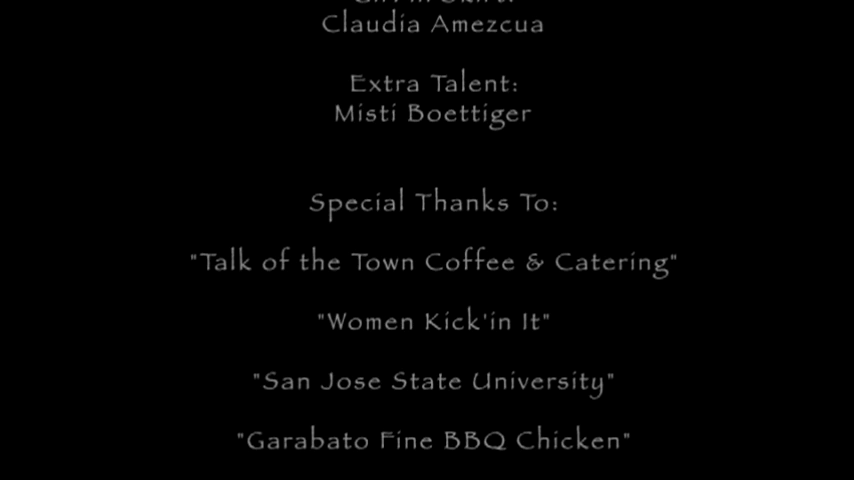 Claudia Amezcua
Extra Talent:
Misti Boettiger
Special Thanks To:
"Talk of the Town Coffee & Catering"
"Women Kick'in It"
"San Jose State University"
"Garabato Fine BBQ Chicken"